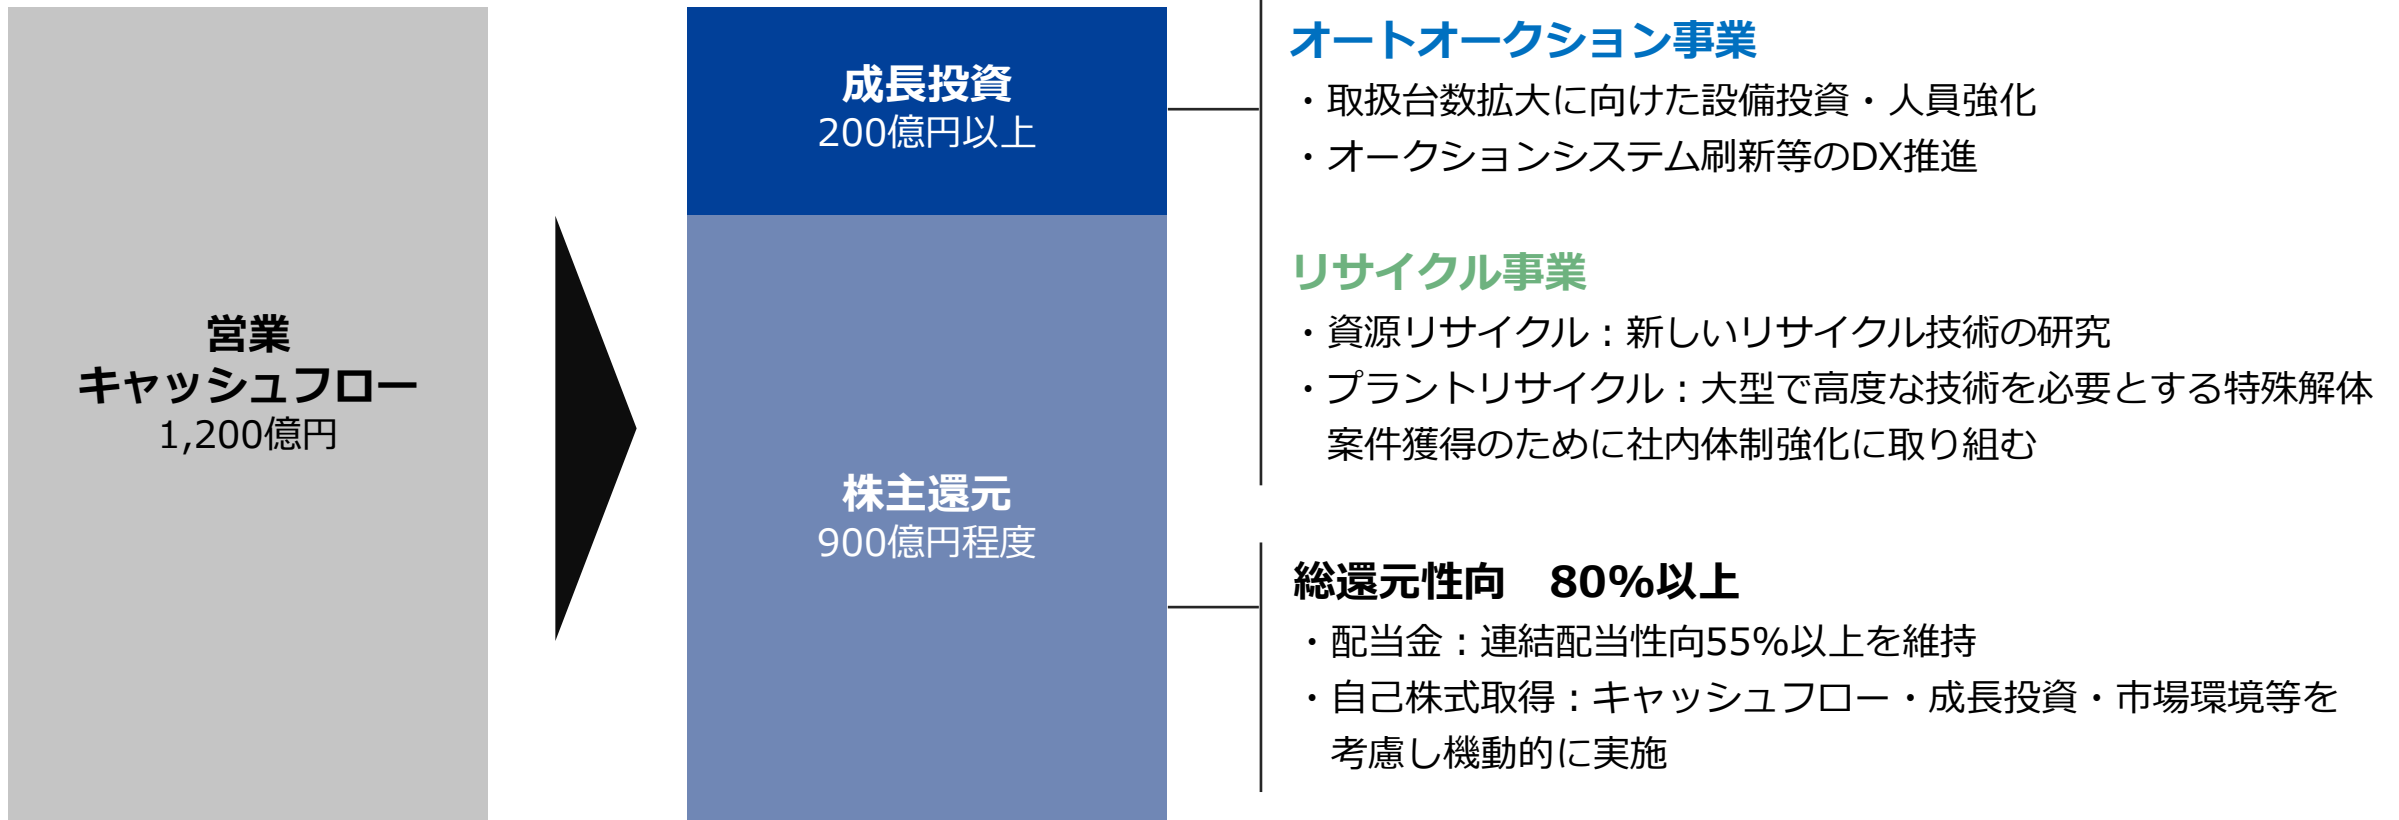 営業
キャッシュフロー
1,200億円
成長投資
200億円以上
株主還元
900億円程度
オートオークション事業
・取扱台数拡大に向けた設備投資・人員強化
・オークションシステム刷新等のDX推進
リサイクル事業
・資源リサイクル：新しいリサイクル技術の研究
・プラントリサイクル：大型で高度な技術を必要とする特殊解体
案件獲得のために社内体制強化に取り組む
総還元性向　80%以上
・配当金：連結配当性向55%以上を維持
・自己株式取得：キャッシュフロー・成長投資・市場環境等を
考慮し機動的に実施